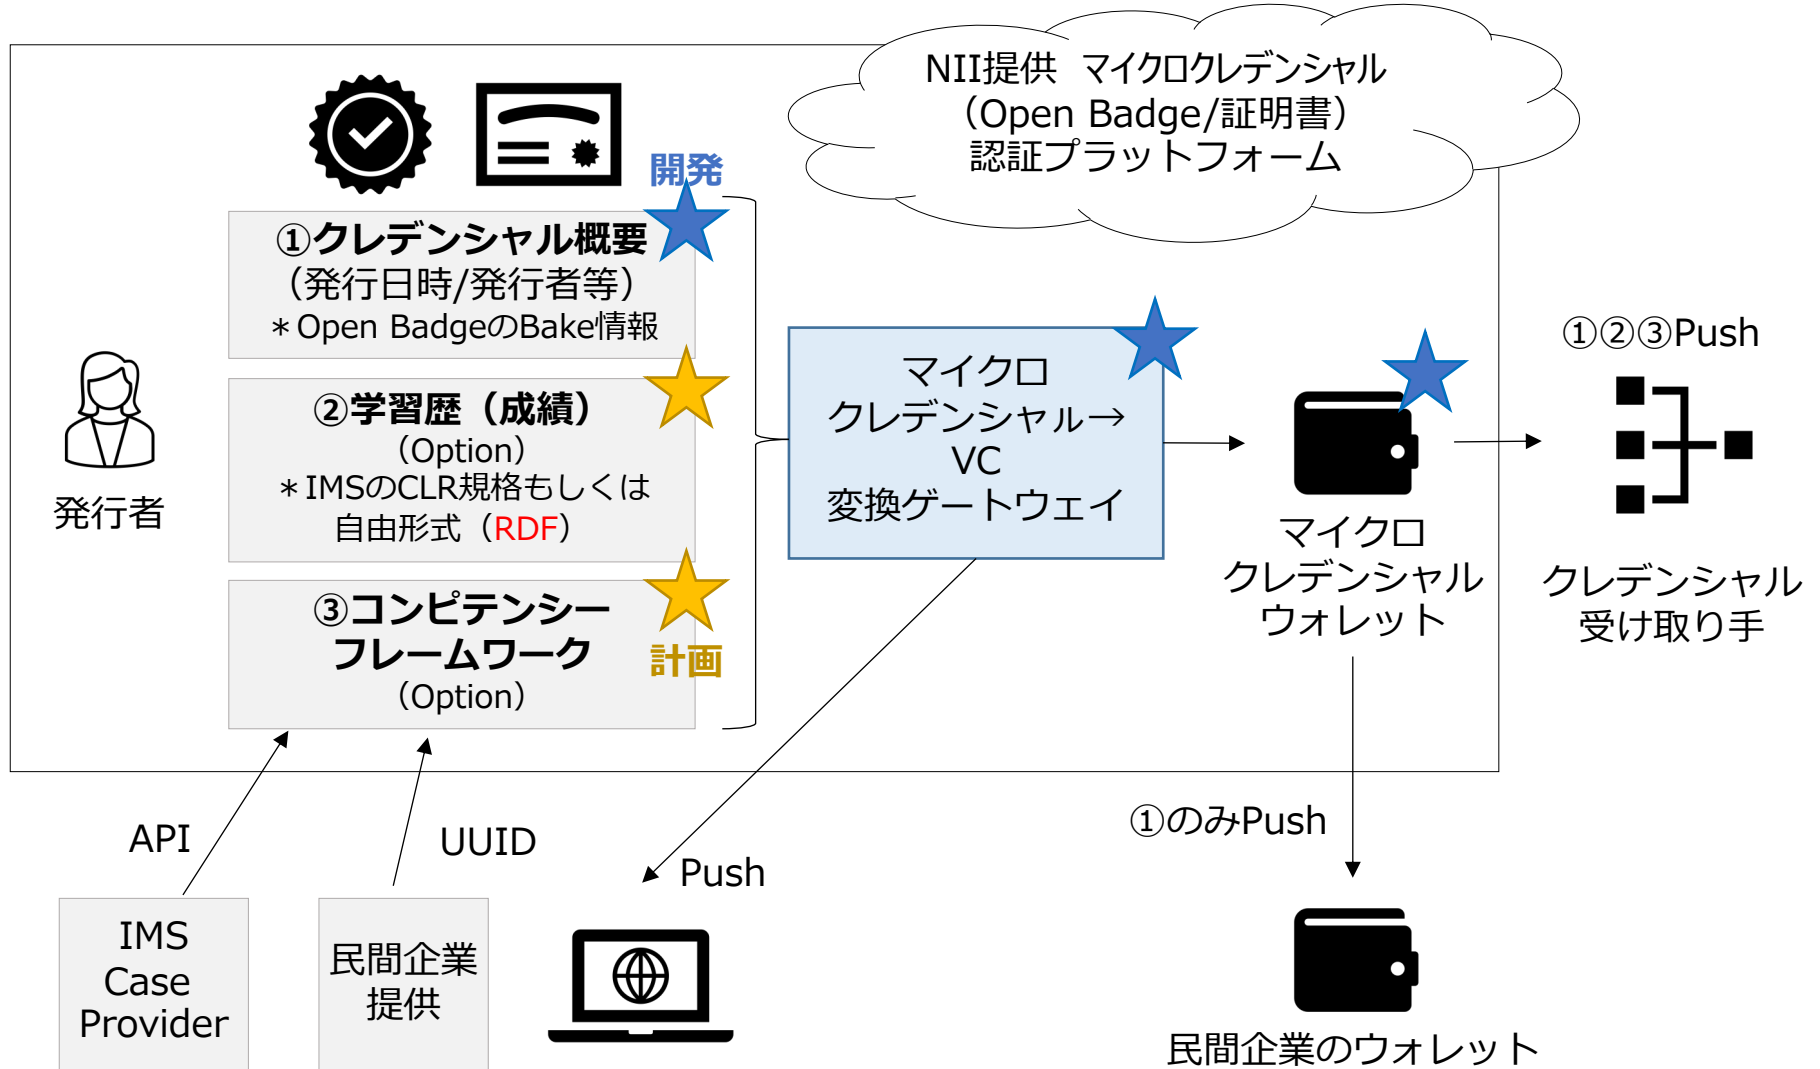 NII提供 マイクロクレデンシャル
（Open Badge/証明書）
認証プラットフォーム
開発
①クレデンシャル概要
（発行日時/発行者等）
＊Open BadgeのBake情報
②学習歴（成績）
（Option）
＊IMSのCLR規格もしくは
自由形式（RDF）
③コンピテンシー
フレームワーク
（Option）
計画
発行者
マイクロ
クレデンシャル→
VC
変換ゲートウェイ
マイクロ
クレデンシャル
ウォレット
①②③Push
クレデンシャル
受け取り手
API
UUID
Push
①のみPush
IMS
Case
Provider
民間企業
提供
民間企業のウォレット